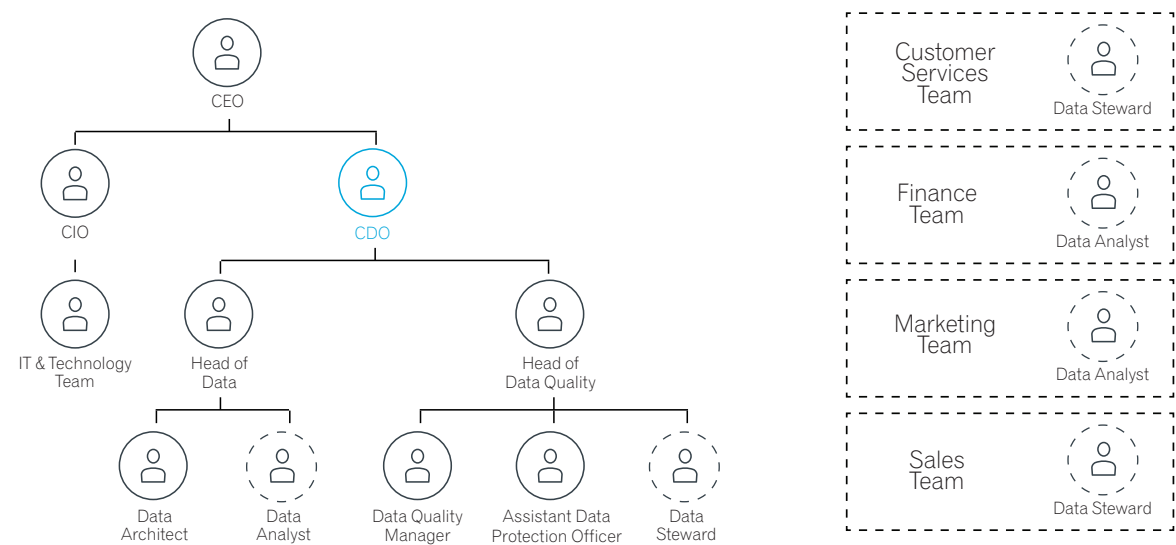 CEO
CIO
CDO
IT & Technology
Team
Head of
Data
Head of
Data Quality
Data
Architect
Data
Analyst
Data Quality
Manager
Assistant Data
Protection Officer
Data
Steward
Customer
Services
Team
Data Steward
Finance
Team
Data Analyst
Marketing
Team
Data Analyst
Sales
Team
Data Steward